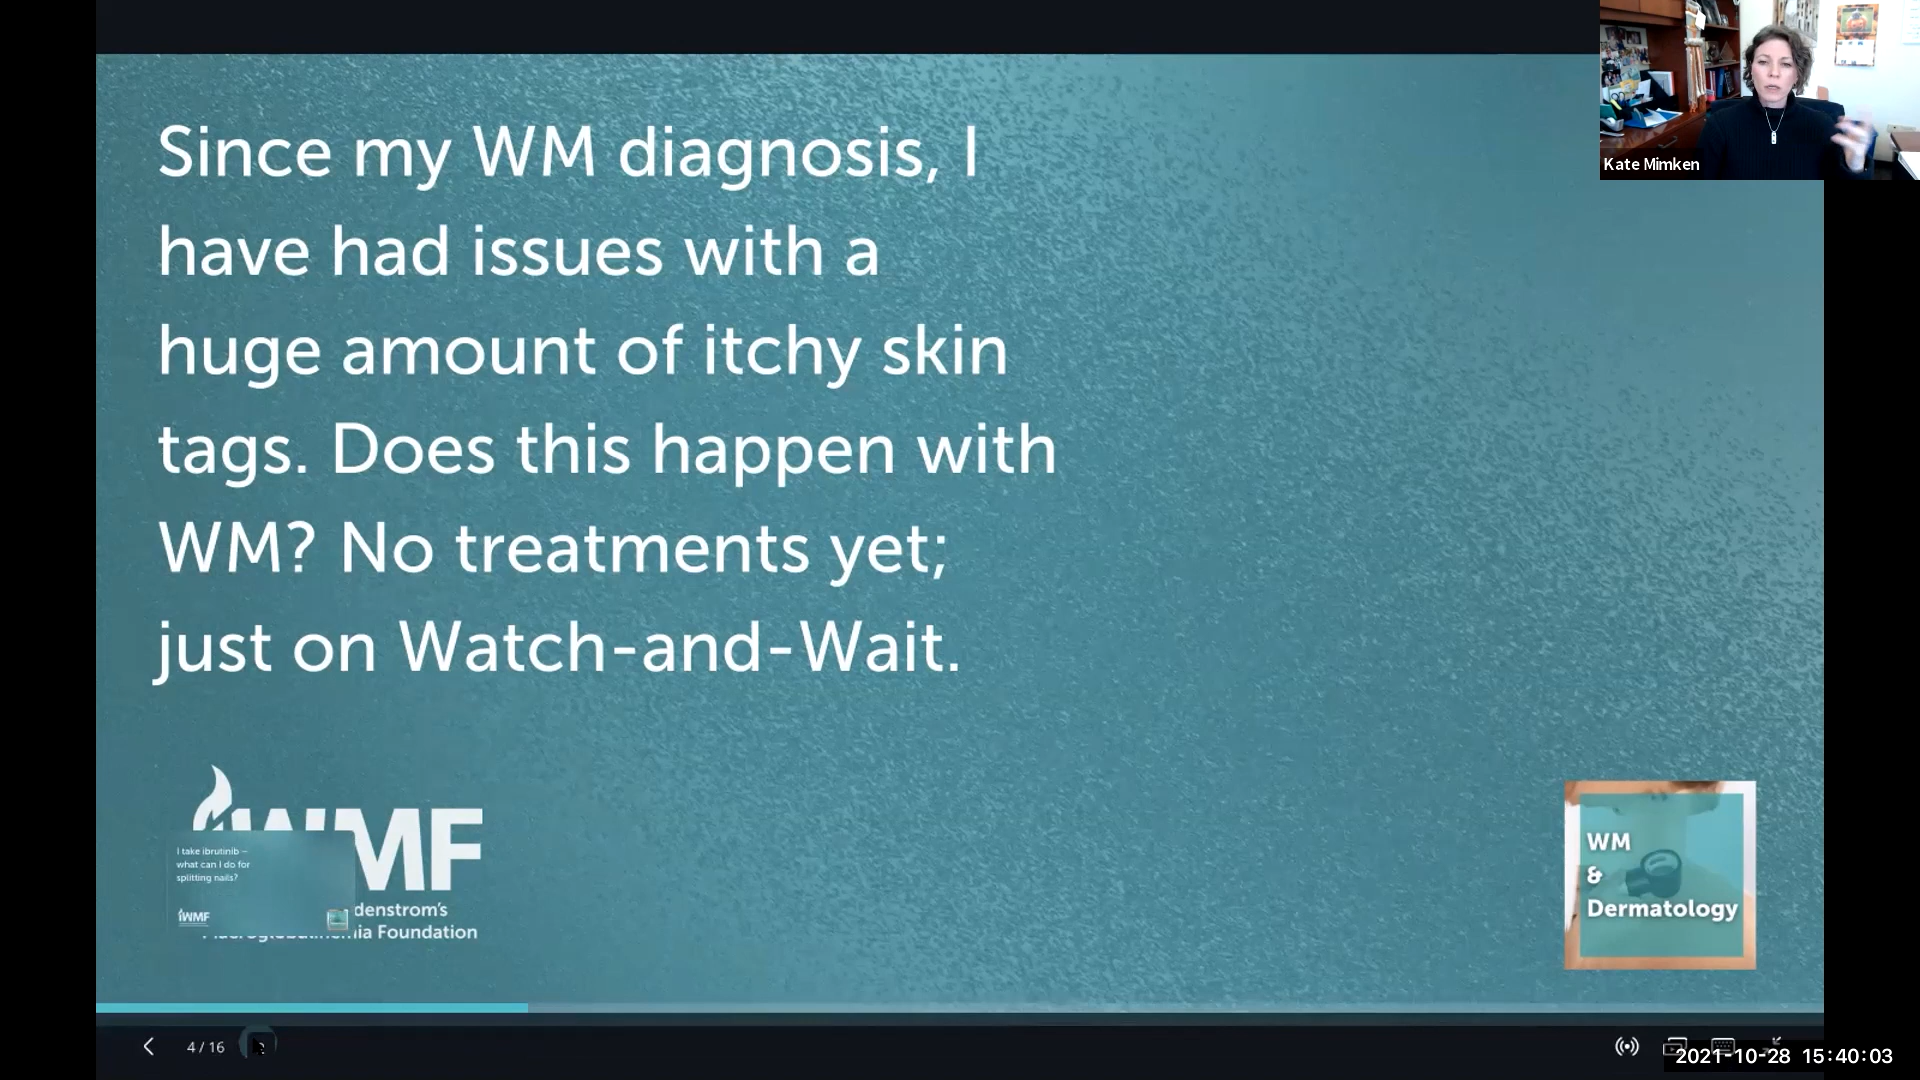 Since my WM diagnosis, I
have had issues with a
huge amount of itchy skin
tags. Does this happen with
WM? No treatments yet;
just on Watch-and-Wait.
Kate Mimken
MF
I take ibrutinib –
what can I do for
splitting nails?
IWMF
denstrom's
Foundation
WM
&
Dermatology
4 / 16
2021-10-28 15:40:03